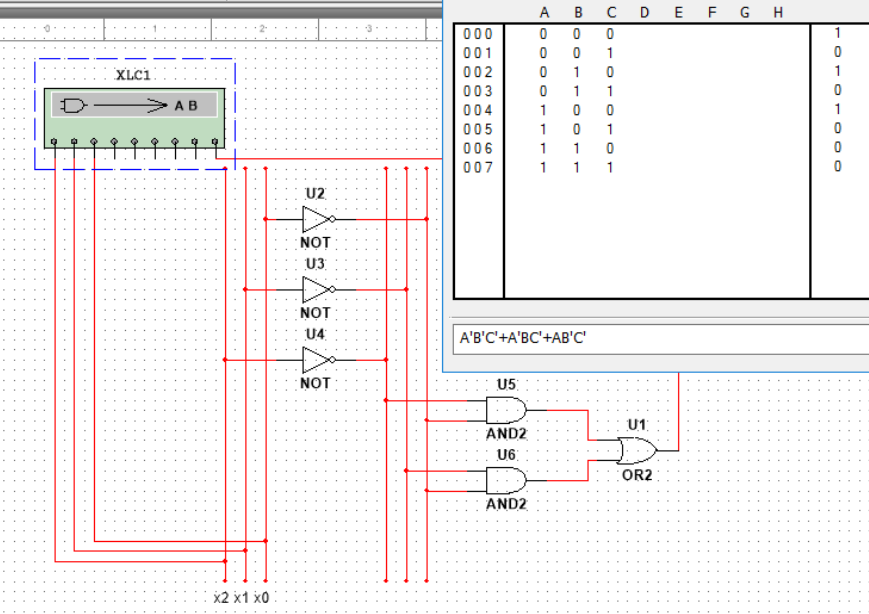 0 1 2 3
XLC1
A B
U2
NOT
U3
NOT
U4
NOT
x2 x1 x0
A B C D E F G H
000 0 0 0 1
001 0 0 1 0
002 0 1 0 1
003 0 1 1 0
004 1 0 0 1
005 1 0 1 0
006 1 1 0 0
007 1 1 1 0
A'B'C'+A'BC'+AB'C'
U5
AND2
U6
AND2
U1
OR2